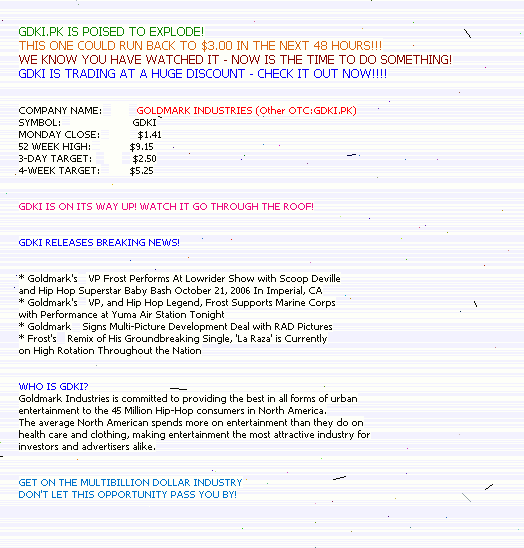 GDKI.PK IS POISED TO EXPLODE!
THIS ONE COULD RUN BACK TO $3.00 IN THE NEXT 48 HOURS!!!
WE KNOW YOU HAVE WATCHED IT - NOW IS THE TIME TO DO SOMETHING!
GDKI IS TRADING AT A HUGE DISCOUNT - CHECK IT OUT NOW!!!!
COMPANY NAME: GOLDMARK INDUSTRIES (Other OTC:GDKI.PK)
SYMBOL: GDKI
MONDAY CLOSE: $1.41
52 WEEK HIGH: $9.15
3-DAY TARGET: $2.50
4-WEEK TARGET: $5.25
GDKI IS ON ITS WAY UP! WATCH IT GO THROUGH THE ROOF!
GDKI RELEASES BREAKING NEWS!
* Goldmark's VP Frost Performs At Lowrider Show with Scoop Deville
and Hip Hop Superstar Baby Bash October 21, 2006 In Imperial, CA
* Goldmark's VP, and Hip Hop Legend, Frost Supports Marine Corps
with Performance at Yuma Air Station Tonight
* Goldmark Signs Multi-Picture Development Deal with RAD Pictures
* Frost's Remix of His Groundbreaking Single, 'La Raza' is Currently
on High Rotation Throughout the Nation
WHO IS GDKI?
Goldmark Industries is committed to providing the best in all forms of urban
entertainment to the 45 Million Hip-Hop consumers in North America.
The average North American spends more on entertainment than they do on
health care and clothing, making entertainment the most attractive industry for
investors and advertisers alike.
GET ON THE MULTIBILLION DOLLAR INDUSTRY
DON'T LET THIS OPPORTUNITY PASS YOU BY!